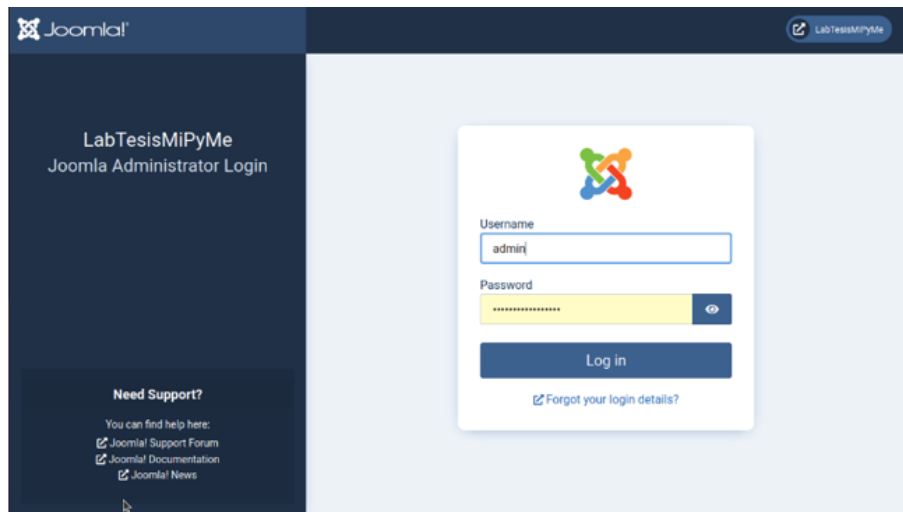 Joomla!
LabTesisMiPyMe
LabTesisMiPyMe
Joomla Administrator Login
Username
admin
Password
Log in
Forgot your login details?
Need Support?
You can find help here:
Joomla! Support Forum
Joomla! Documentation
Joomla! News